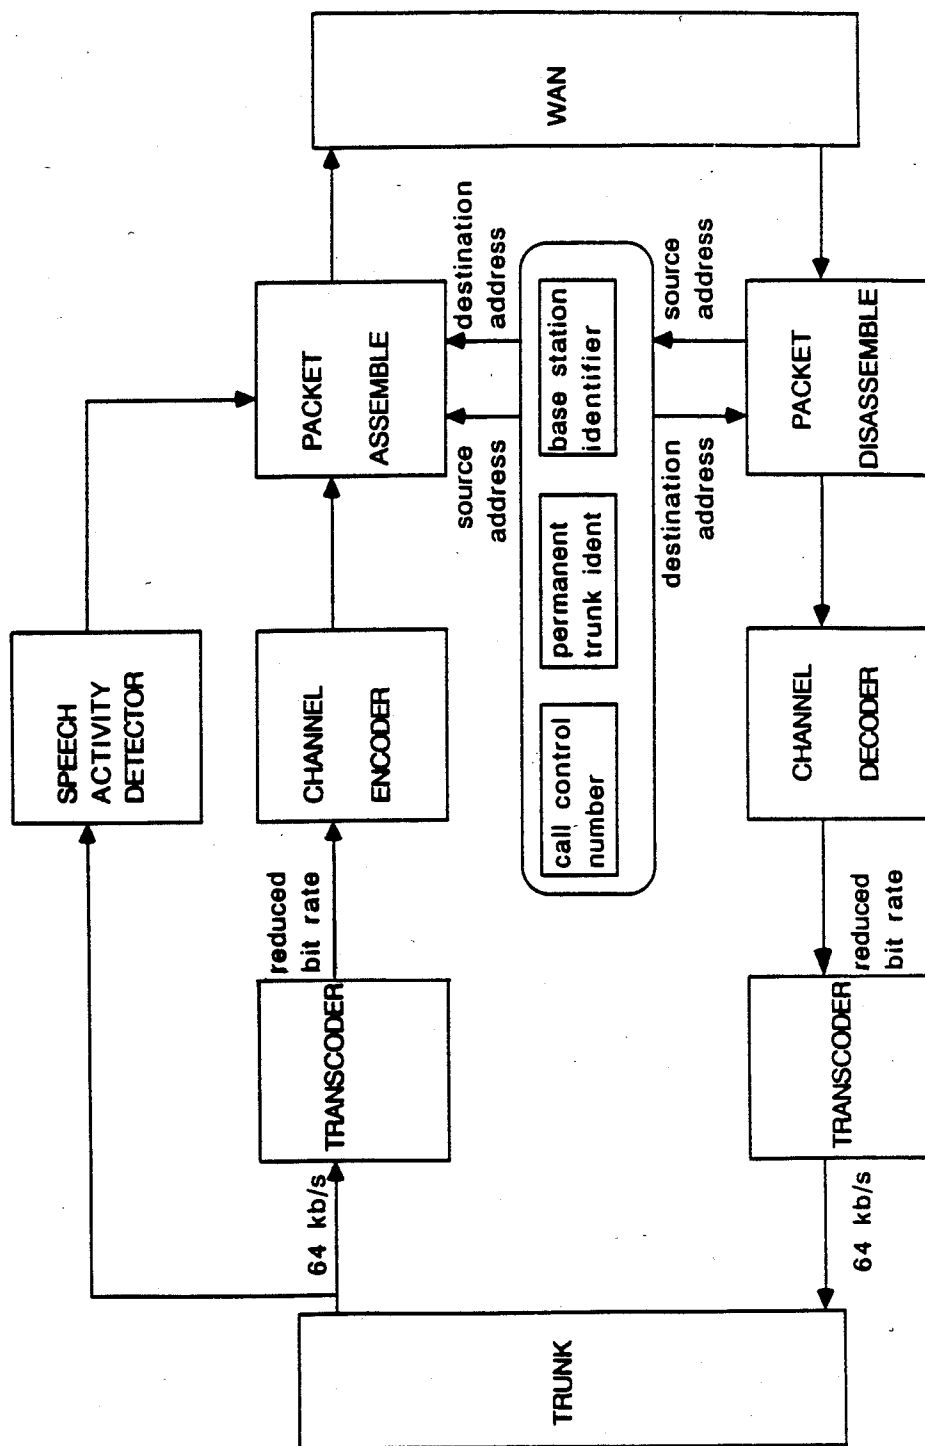 SPEECH
ACTIVITY
DETECTOR
TRUNK
64 kb/s
TRANSCODER
reduced
bit rate
CHANNEL
ENCODER
PACKET
ASSEMBLE
source
address
destination
address
call control
number
permanent
trunk ident
base station
identifier
destination
address
source
address
WAN
64 kb/s
TRANSCODER
reduced
bit rate
CHANNEL
DECODER
PACKET
DISASSEMBLE